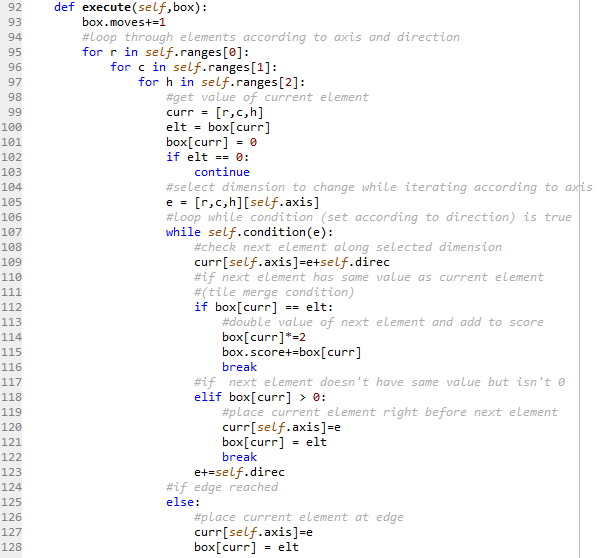 92 def execute(self,box):
93 box.moves+=1
94 #loop through elements according to axis and direction
95 for r in self.ranges[0]:
96 for c in self.ranges[1]:
97 for h in self.ranges[2]:
98 #get value of current element
99 curr = [r,c,h]
100 elt = box[curr]
101 box[curr] = 0
102 if elt == 0:
103 continue
104 #select dimension to change while iterating according to axis
105 e = [r,c,h][self.axis]
106 #loop while condition (set according to direction) is true
107 while self.condition(e):
108 #check next element along selected dimension
109 curr[self.axis]=e+self.direc
110 #if next element has same value as current element
111 #(tile merge condition)
112 if box[curr] == elt:
113 #double value of next element and add to score
114 box[curr]*=2
115 box.score+=box[curr]
116 break
117 #if  next element doesn't have same value but isn't 0
118 elif box[curr] > 0:
119 #place current element right before next element
120 curr[self.axis]=e
121 box[curr] = elt
122 break
123 e+=self.direc
124 #if edge reached
125 else:
126 #place current element at edge
127 curr[self.axis]=e
128 box[curr] = elt